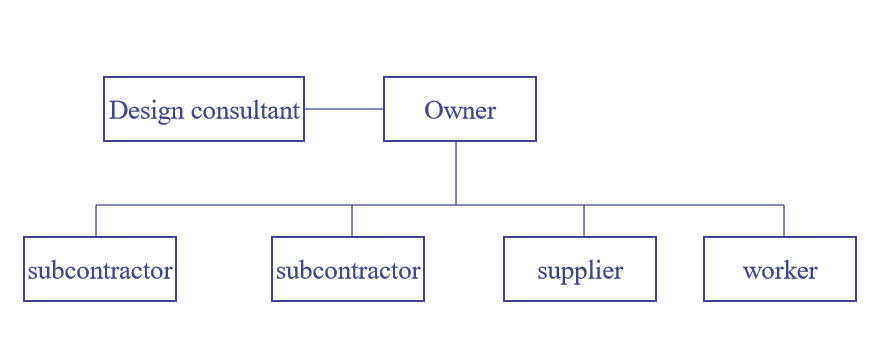 Design consultant
Owner
subcontractor
subcontractor
supplier
worker